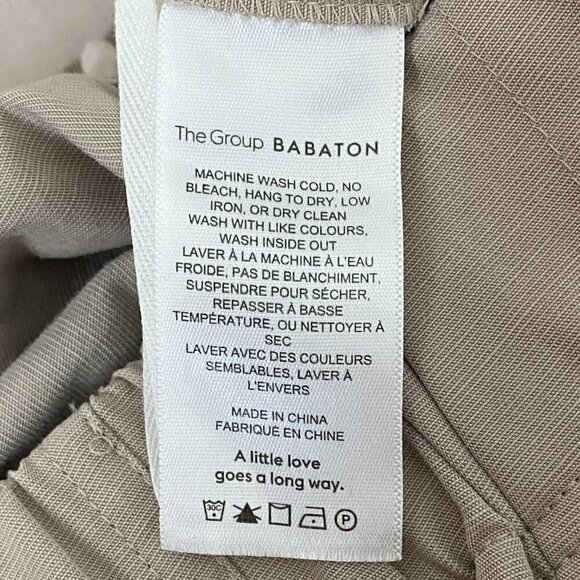 The Group BABATON
MACHINE WASH COLD, NO
BLEACH, HANG TO DRY, LOW
IRON, OR DRY CLEAN
WASH WITH LIKE COLOURS,
WASH INSIDE OUT
LAVER À LA MACHINE À L'EAU
FROIDE, PAS DE BLANCHIMENT,
SUSPENDRE POUR SÉCHER,
REPASSER À BASSE
TEMPÉRATURE, OU NETTOYER À
SEC
LAVER AVEC DES COULEURS
SEMBLABLES, LAVER À
L'ENVERS
MADE IN CHINA
FABRIQUÉ EN CHINE
A little love
goes a long way.
30C P